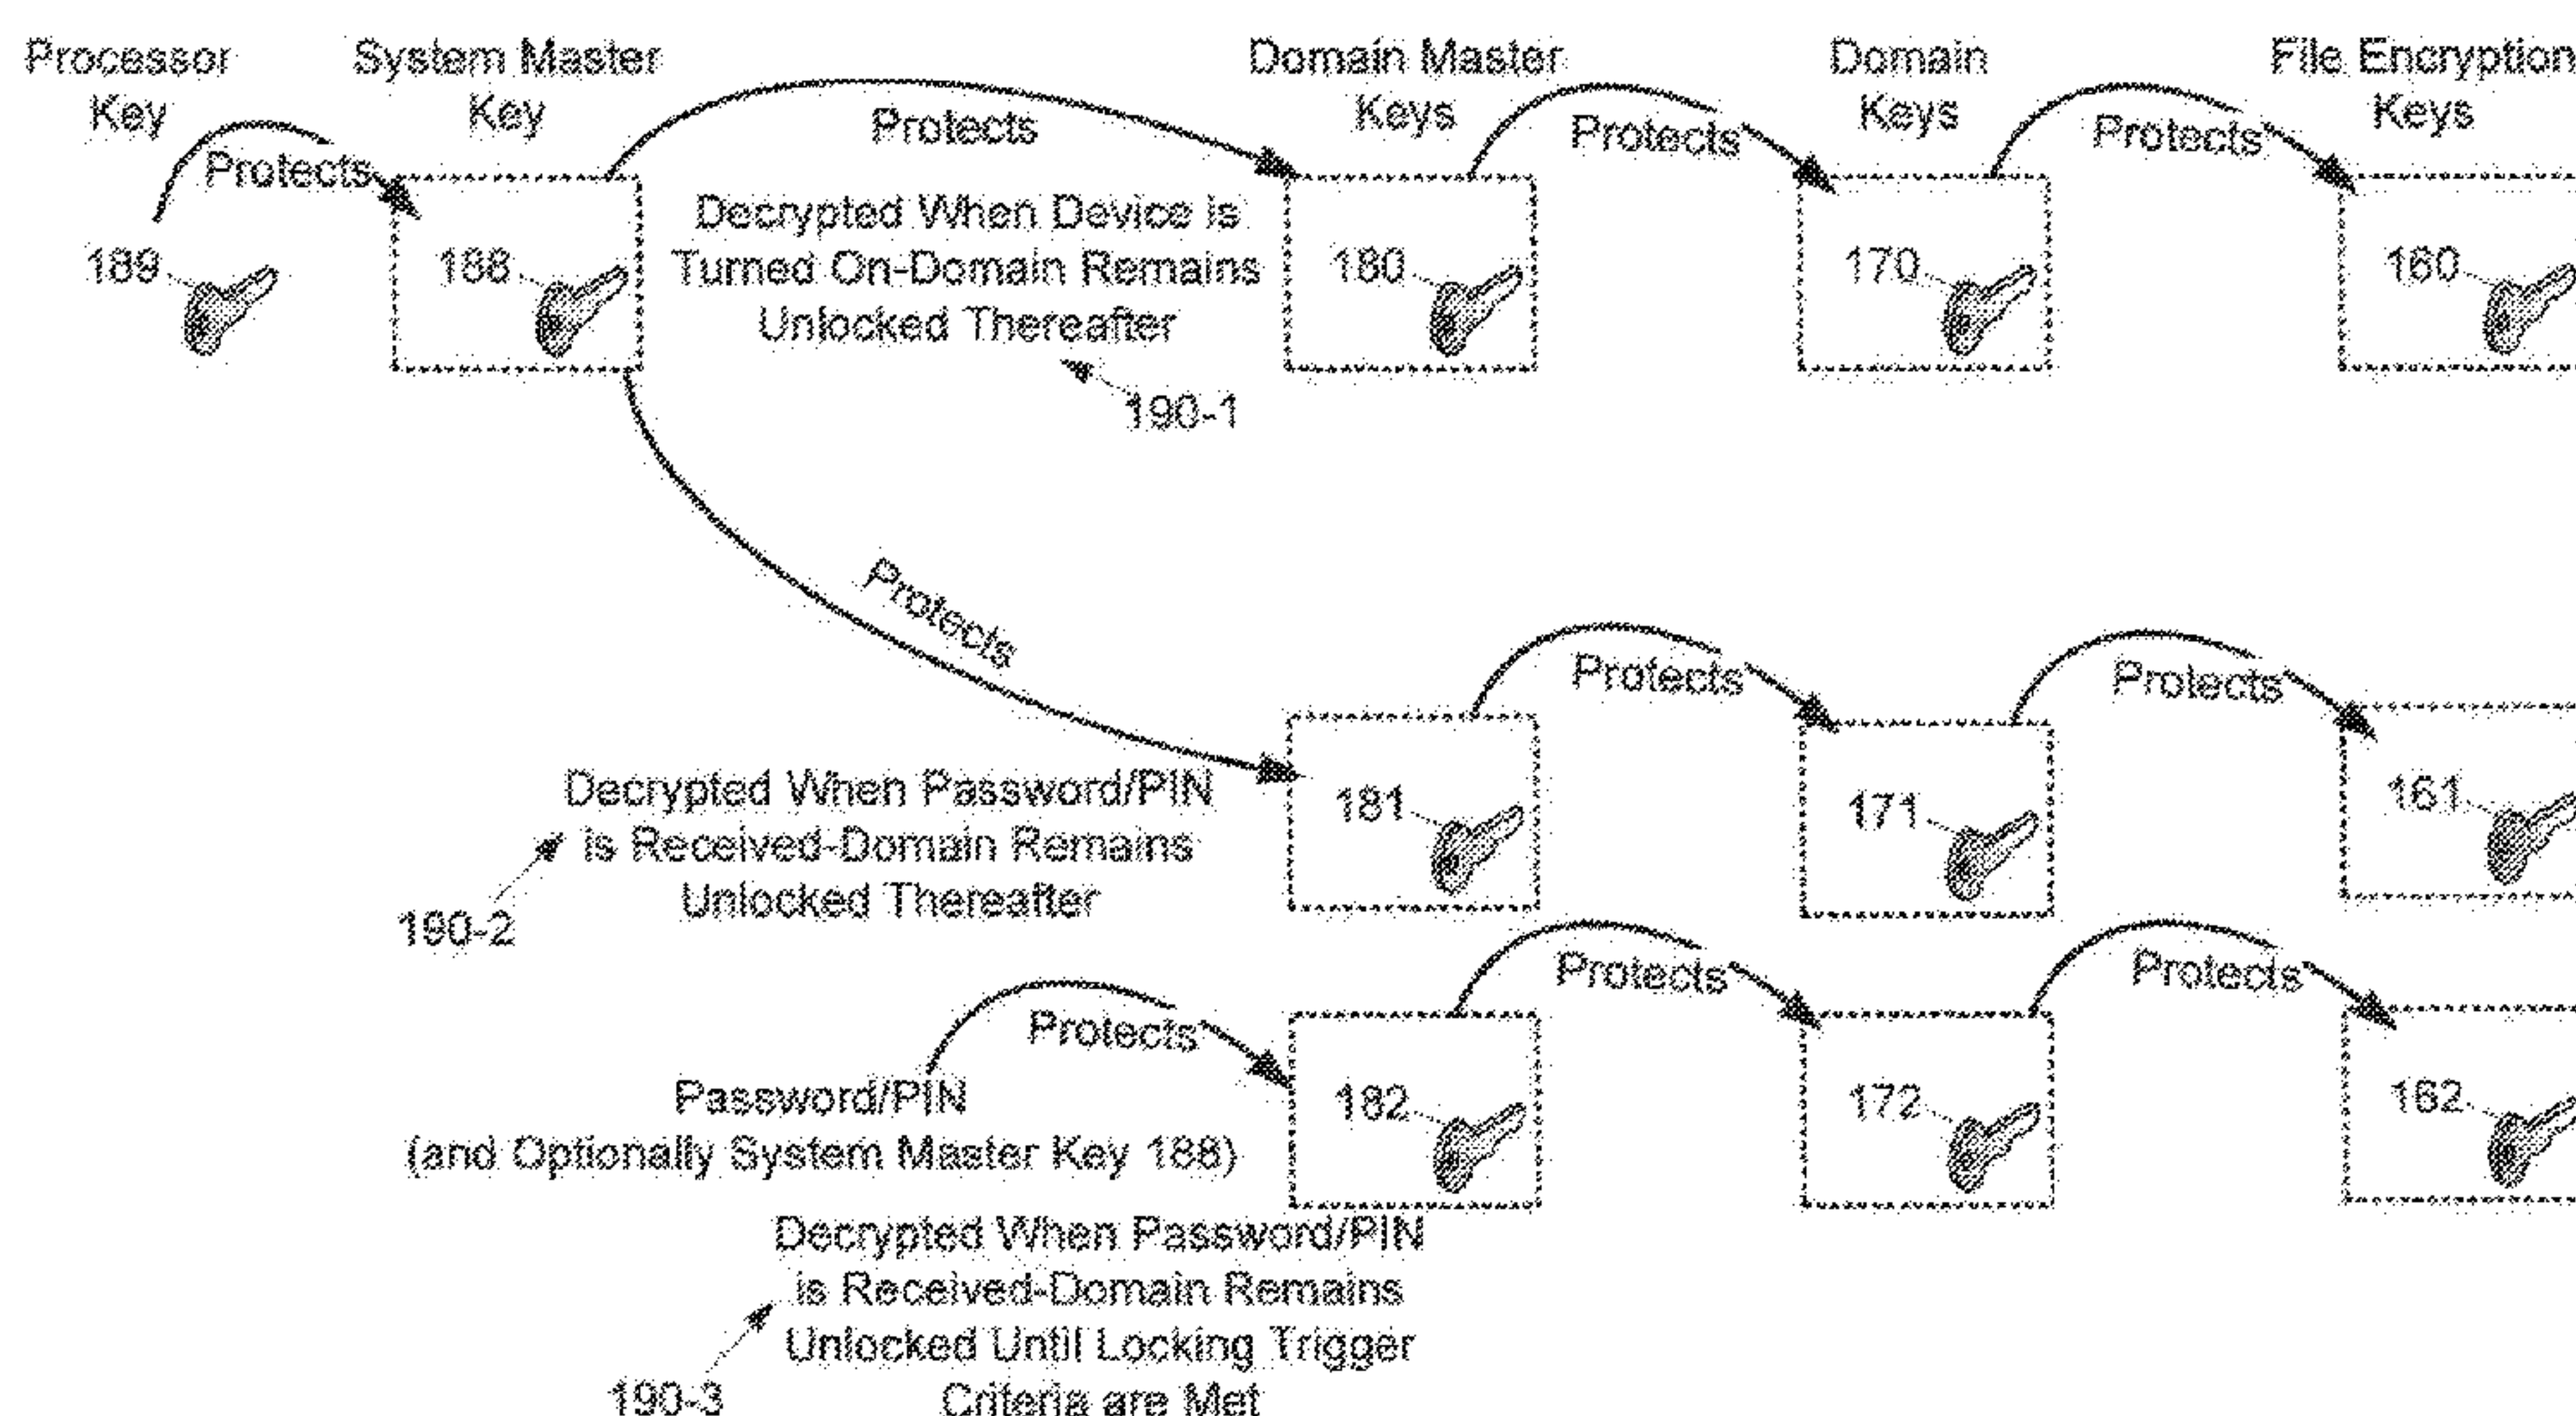 Processor
Key
System Master
Key
Domain Master
Keys
Domain
Keys
File Encryption
Keys
Protects
Protects
Protects
Protects
189
188
Decrypted When Device is
Turned On-Domain Remains
Unlocked Thereafter
190-1
180
170
160
Protects
Protects
Protects
Decrypted When Password/PIN
is Received-Domain Remains
Unlocked Thereafter
190-2
181
171
161
Protects
Protects
Protects
Password/PIN
(and Optionally System Master Key 188)
182
172
162
Decrypted When Password/PIN
is Received-Domain Remains
Unlocked Until Locking Trigger
Criteria are Met
190-3